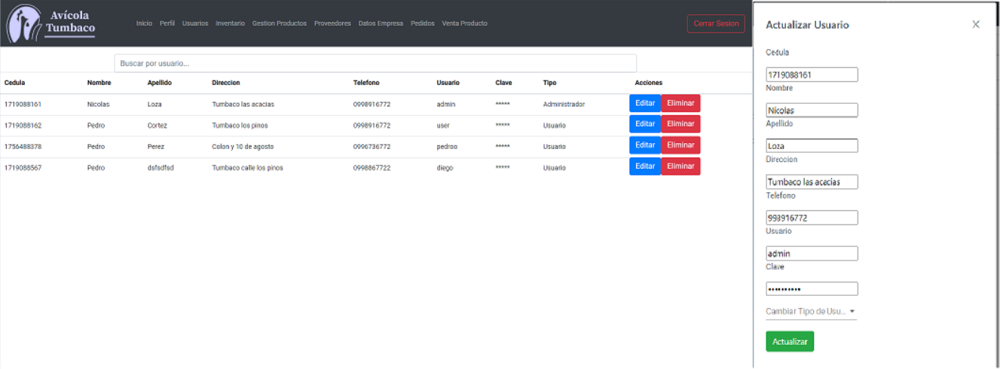 Avícola
Tumbaco
Inicio Perfil Usuarios Inventario Gestion Productos Proveedores Datos Empresa Pedidos Venta Producto
Cerrar Sesion
Buscar por usuario...
Cedula Nombre Apellido Direccion Telefono Usuario Clave Tipo Acciones
1719088161 Nicolas Loza Tumbaco las acacias 0998916772 admin ***** Administrador Editar Eliminar
1719088162 Pedro Cortez Tumbaco los pinos 0998916772 user ***** Usuario Editar Eliminar
1756488378 Pedro Perez Colon y 10 de agosto 0996736772 pedroo ***** Usuario Editar Eliminar
1719088567 Pedro dsfsdfsd Tumbaco calle los pinos 0998867722 diego ***** Usuario Editar Eliminar
Actualizar Usuario
Cedula
1719088161
Nombre
Nicolas
Apellido
Loza
Direccion
Tumbaco las acacias
Telefono
998916772
Usuario
admin
Clave
••••••••••
Cambiar Tipo de Usu...
Actualizar